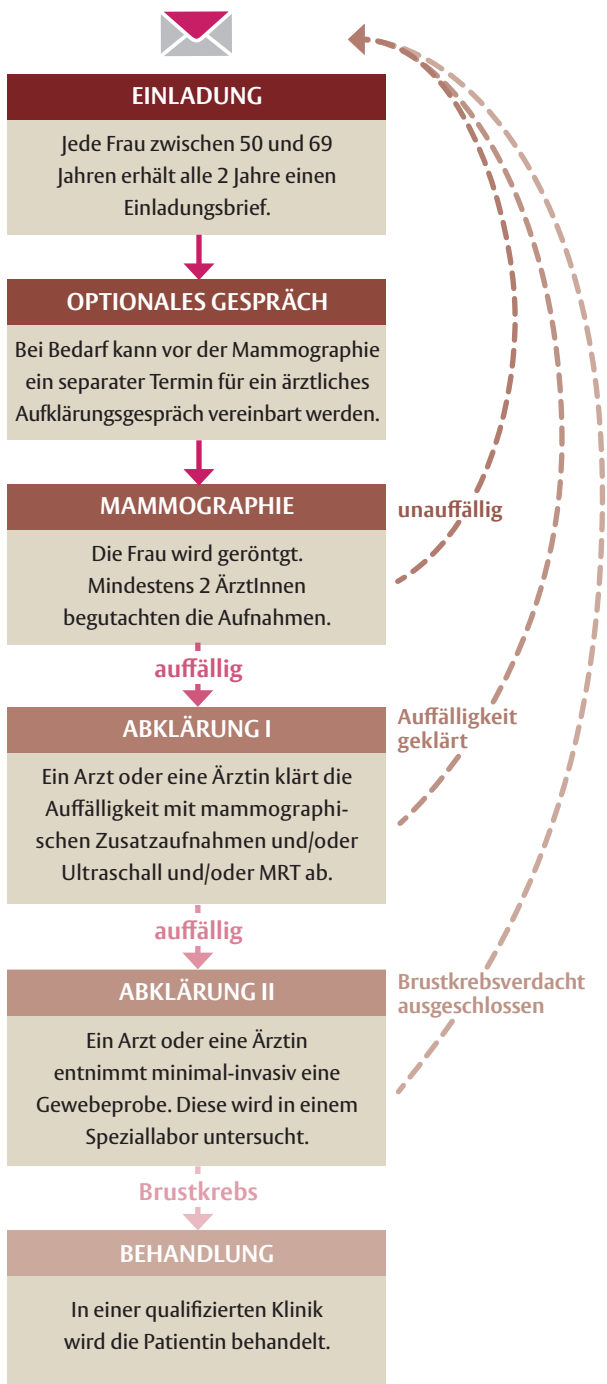 EINLADUNG
Jede Frau zwischen 50 und 69
Jahren erhält alle 2 Jahre einen
Einladungsbrief.
OPTIONALES GESPRÄCH
Bei Bedarf kann vor der Mammographie
ein separater Termin für ein ärztliches
Aufklärungsgespräch vereinbart werden.
MAMMOGRAPHIE
Die Frau wird geröntgt.
Mindestens 2 ÄrztInnen
begutachten die Aufnahmen.
unauffällig
auffällig
ABKLÄRUNG I
Ein Arzt oder eine Ärztin klärt die
Auffälligkeit mit mammographi-
schen Zusatzaufnahmen und/oder
Ultraschall und/oder MRT ab.
Auffälligkeit
geklärt
auffällig
ABKLÄRUNG II
Ein Arzt oder eine Ärztin
entnimmt minimal-invasiv eine
Gewebeprobe. Diese wird in einem
Speziallabor untersucht.
Brustkrebsverdacht
ausgeschlossen
Brustkrebs
BEHANDLUNG
In einer qualifizierten Klinik
wird die Patientin behandelt.